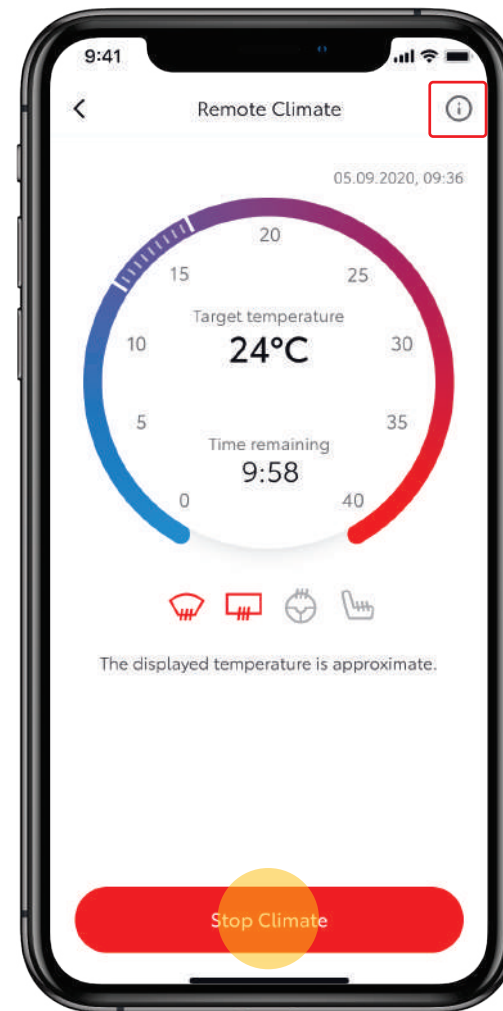 9:41
Remote Climate
05.09.2020, 09:36
20
15
25
Target temperature
10
24°C
30
5
35
Time remaining
9:58
0
40
The displayed temperature is approximate.
Stop Climate